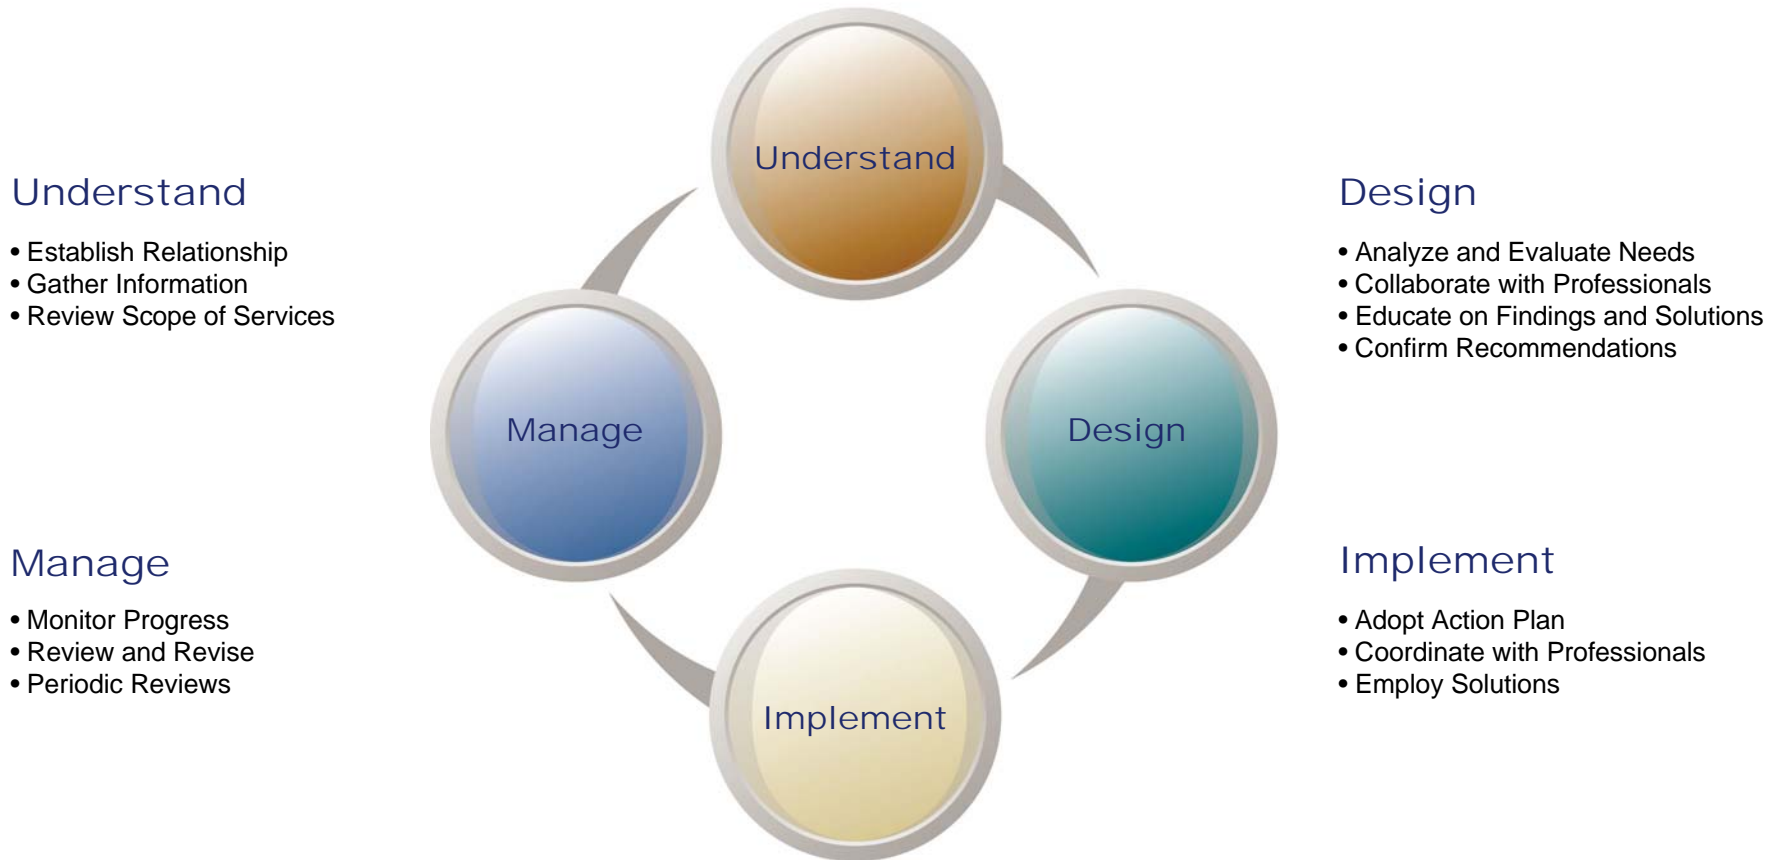 Understand
• Establish Relationship
• Gather Information
• Review Scope of Services
Manage
• Monitor Progress
• Review and Revise
• Periodic Reviews
Understand
Manage
Design
Implement
Design
• Analyze and Evaluate Needs
• Collaborate with Professionals
• Educate on Findings and Solutions
• Confirm Recommendations
Implement
• Adopt Action Plan
• Coordinate with Professionals
• Employ Solutions